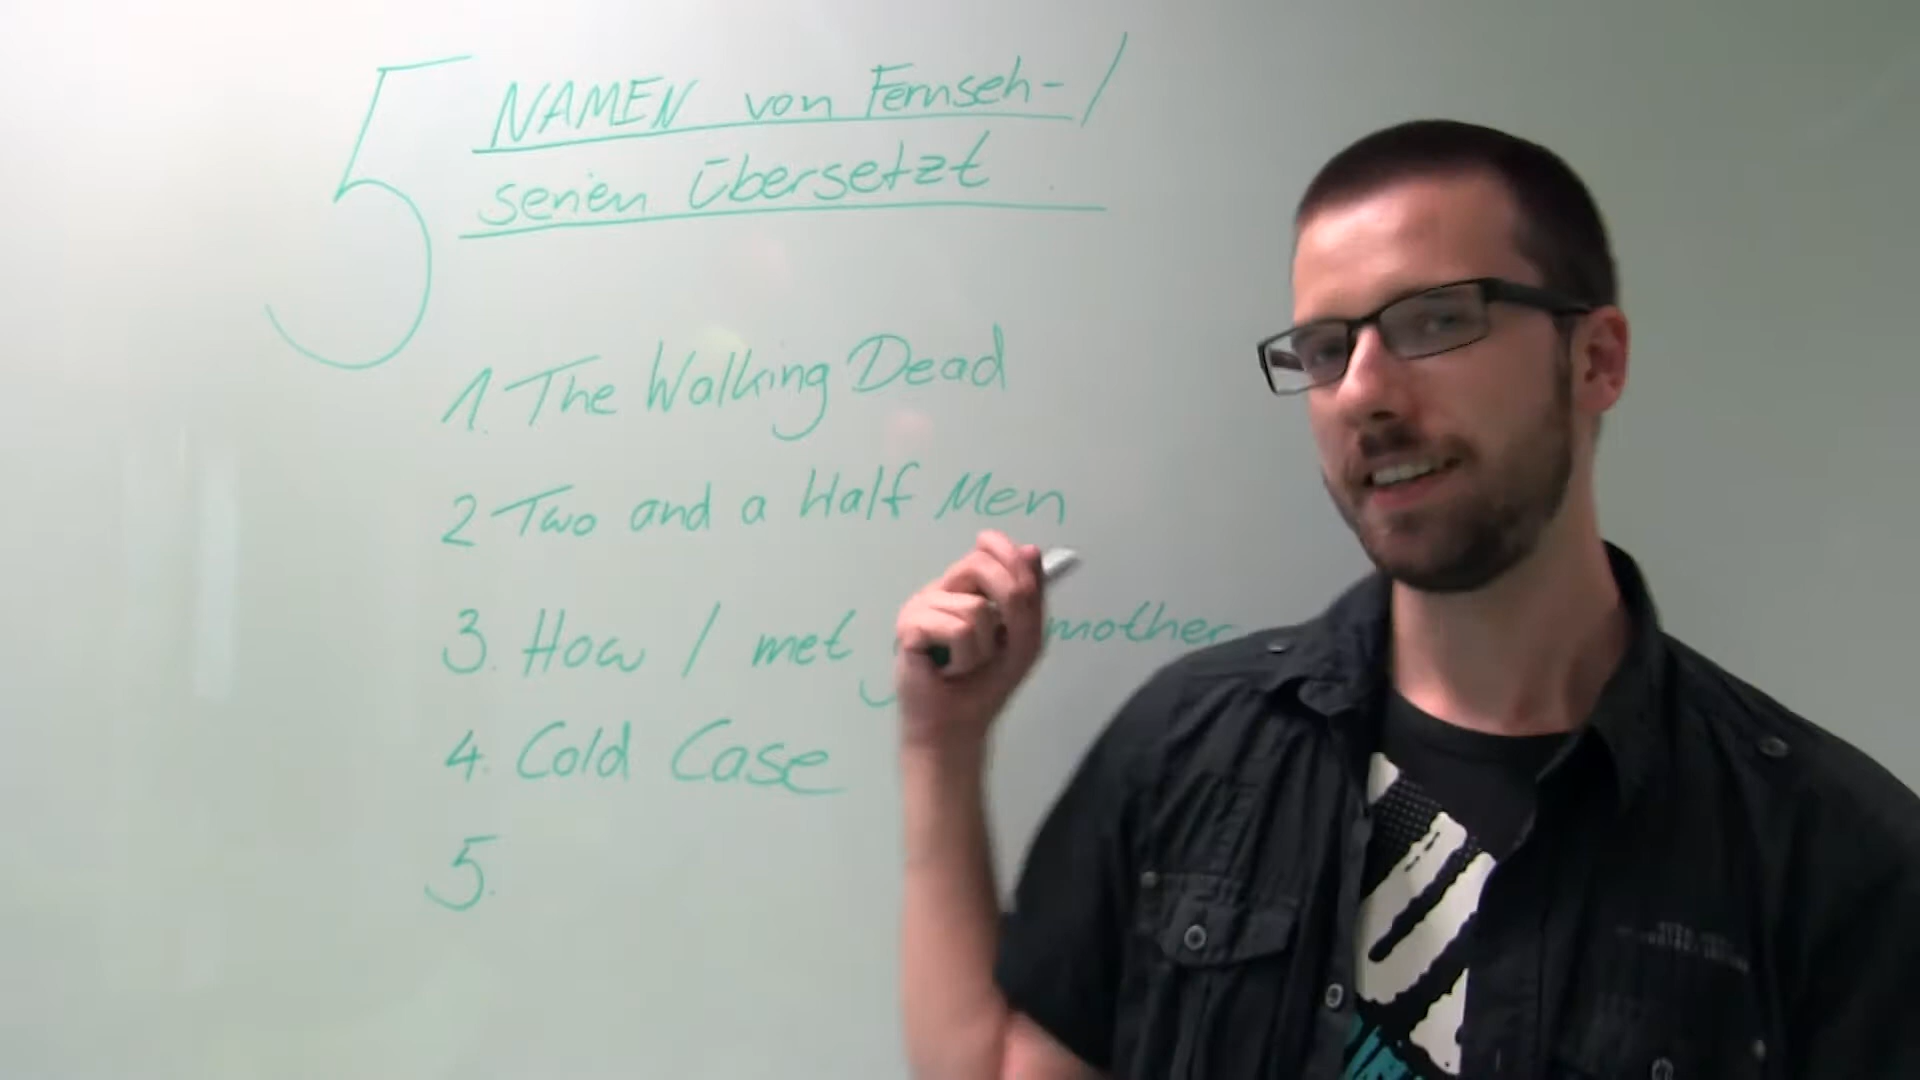 5 NAMEN von Fernseh-/
serien übersetzt
1. The Walking Dead
2 Two and a Half Men
3. How I met mother
4. Cold Case
5.